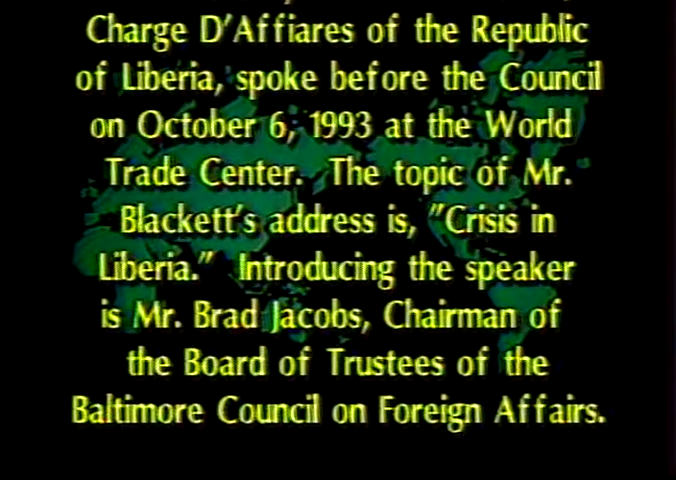 Charge D'Affiares of the Republic
of Liberia, spoke before the Council
on October 6, 1993 at the World
Trade Center. The topic of Mr.
Blackett's address is, "Crisis in
Liberia." Introducing the speaker
is Mr. Brad Jacobs, Chairman of
the Board of Trustees of the
Baltimore Council on Foreign Affairs.